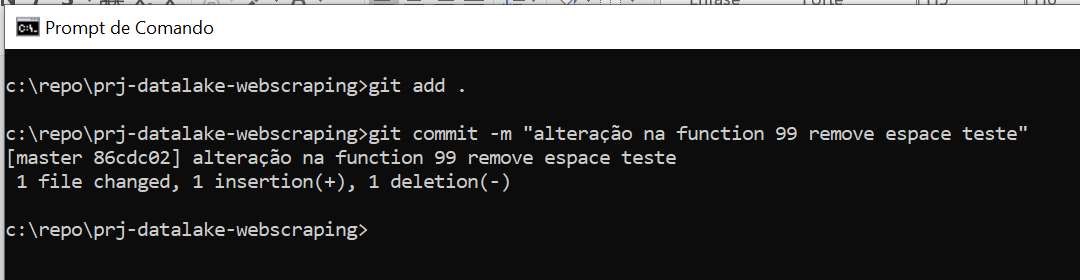 Prompt de Comando
c:\repo\prj-datalake-webscraping>git add .
c:\repo\prj-datalake-webscraping>git commit -m "alteração na function 99 remove espace teste"
[master 86cdc02] alteração na function 99 remove espace teste
 1 file changed, 1 insertion(+), 1 deletion(-)
c:\repo\prj-datalake-webscraping>